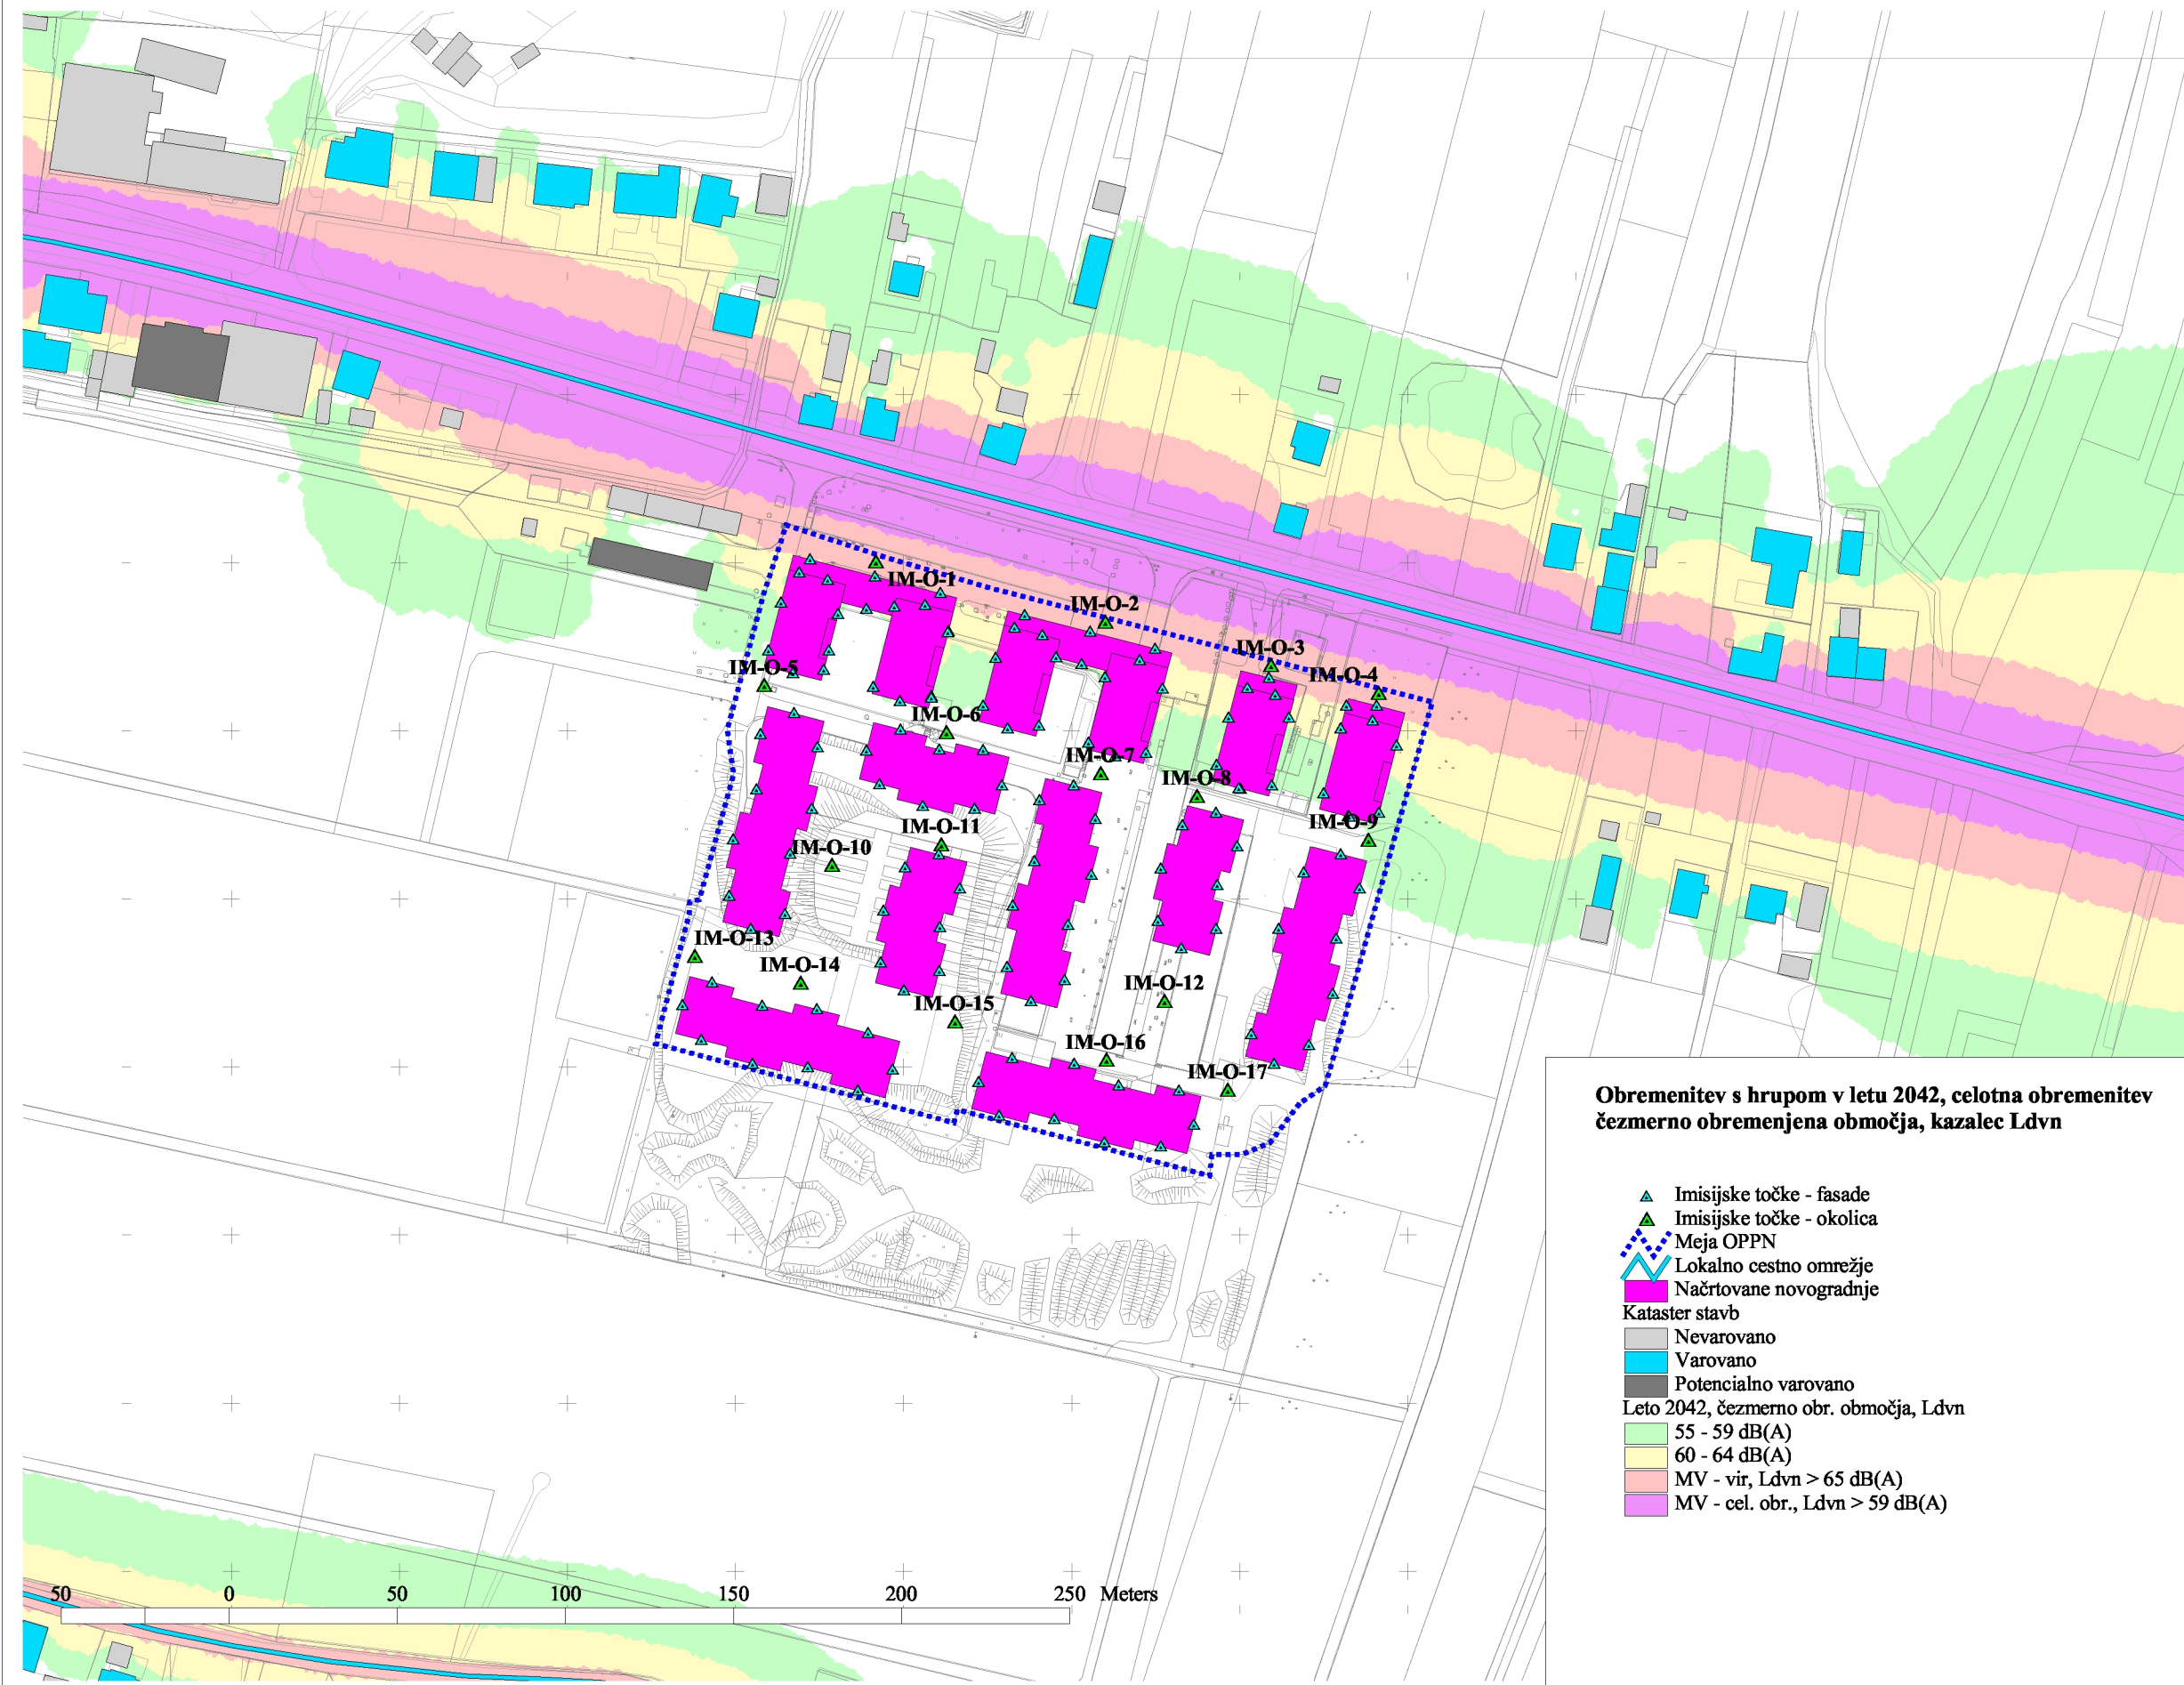 IM-O-1
IM-O-2
IM-O-3
IM-O-4
IM-O-5
IM-O-6
IM-O-7
IM-O-8
IM-O-9
IM-O-11
IM-O-10
IM-O-13
IM-O-14
IM-O-12
IM-O-15
IM-O-16
IM-O-17
Obremenitev s hrupom v letu 2042, celotna obremenitev
čezmerno obremenjena območja, kazalec Ldvn
Imisijske točke - fasade
Imisijske točke - okolica
Meja OPPN
Lokalno cestno omrežje
Načrtovane novogradnje
Kataster stavb
Nevarovano
Varovano
Potencialno varovano
Leto 2042, čezmerno obr. območja, Ldvn
55 - 59 dB(A)
60 - 64 dB(A)
MV - vir, Ldvn > 65 dB(A)
MV - cel. obr., Ldvn > 59 dB(A)
50 0 50 100 150 200 250 Meters